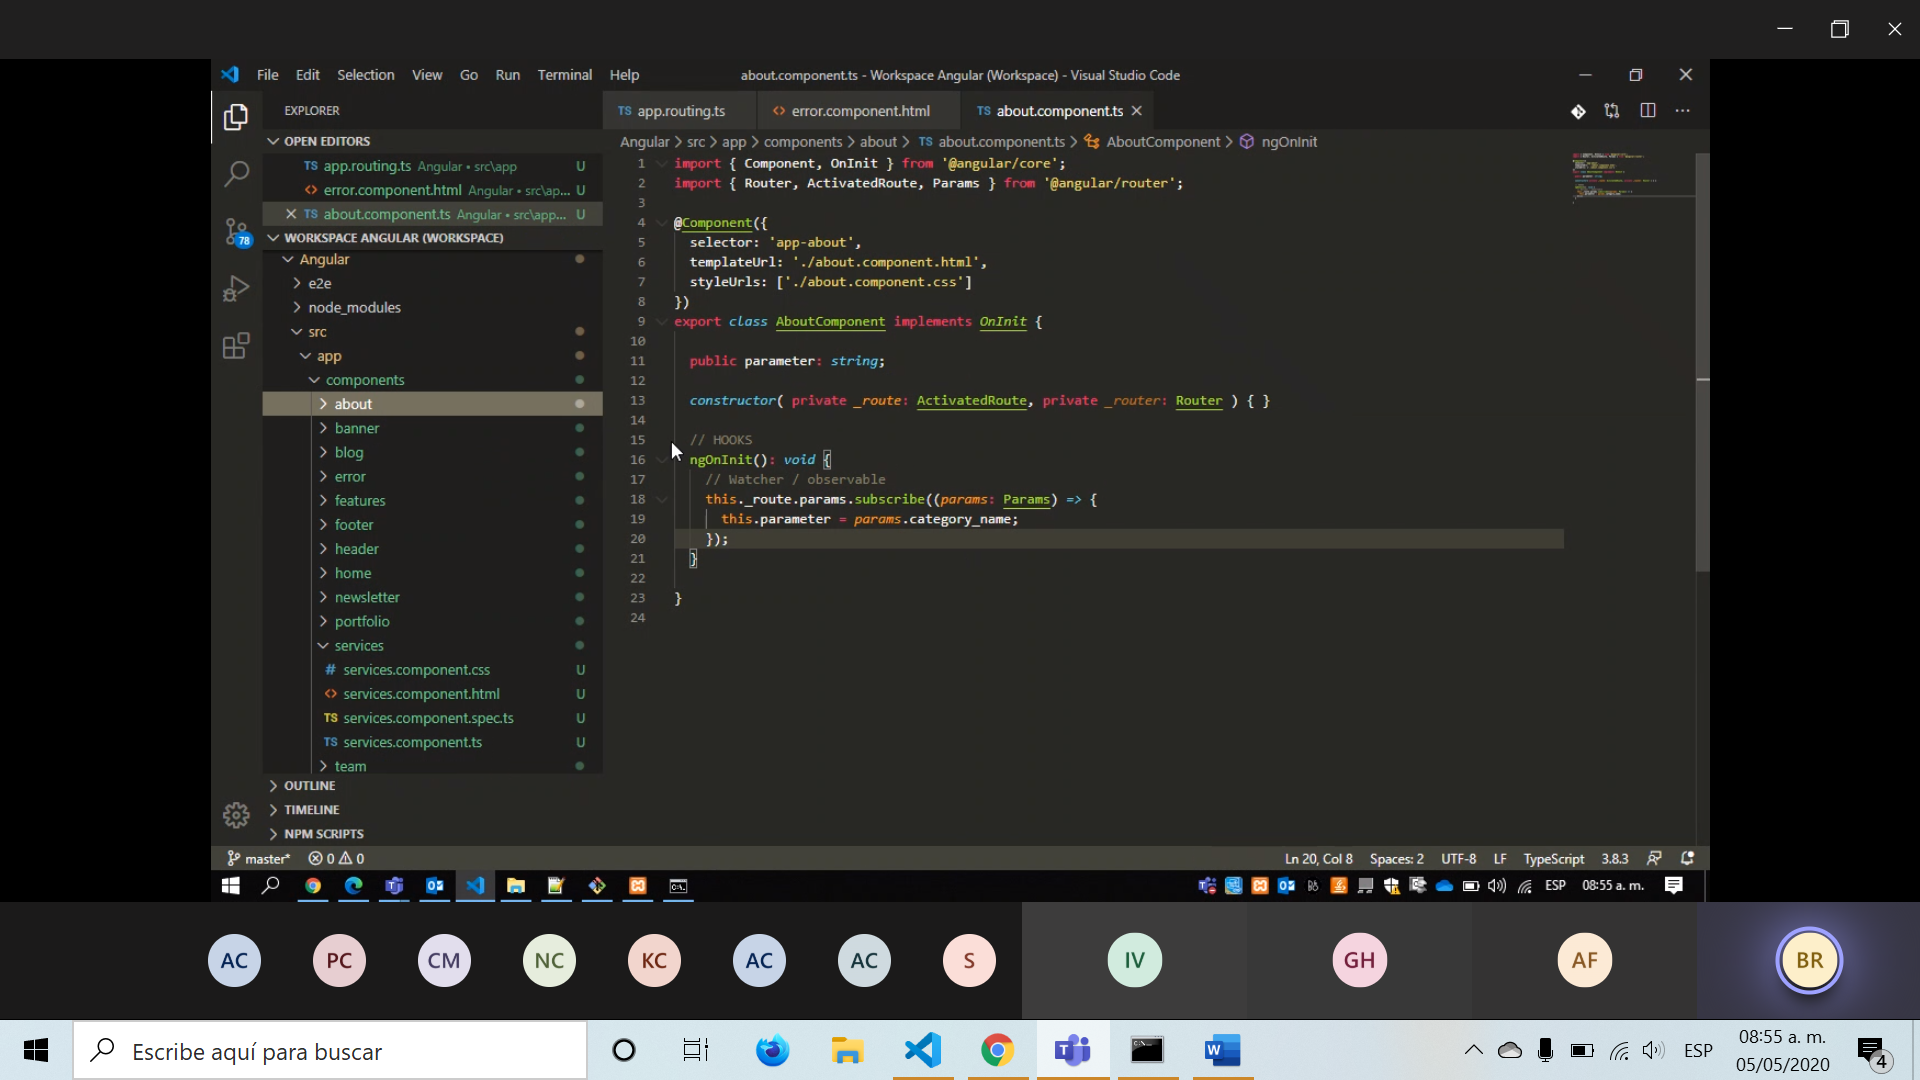 File Edit Selection View Go Run Terminal Help
about.component.ts - Workspace Angular (Workspace) - Visual Studio Code
EXPLORER
OPEN EDITORS
TS app.routing.ts Angular • src\app U
<> error.component.html Angular • src\ap... U
TS about.component.ts Angular • src\app... U
78
WORKSPACE ANGULAR (WORKSPACE)
Angular
e2e
node_modules
src
app
components
about
banner
blog
error
features
footer
header
home
newsletter
portfolio
services
# services.component.css U
<> services.component.html U
TS services.component.spec.ts U
TS services.component.ts U
team
OUTLINE
TIMELINE
NPM SCRIPTS
TS app.routing.ts <> error.component.html TS about.component.ts
Angular > src > app > components > about > TS about.component.ts > AboutComponent > ngOnInit
1 import { Component, OnInit } from '@angular/core';
2 import { Router, ActivatedRoute, Params } from '@angular/router';
3
4 @Component({
5 selector: 'app-about',
6 templateUrl: './about.component.html',
7 styleUrls: ['./about.component.css']
8 })
9 export class AboutComponent implements OnInit {
10
11 public parameter: string;
12
13 constructor( private _route: ActivatedRoute, private _router: Router ) { }
14
15 // HOOKS
16 ngOnInit(): void {
17 // Watcher / observable
18 this._route.params.subscribe((params: Params) => {
19 this.parameter = params.category_name;
20 });
21 }
22
23 }
24
master* 0 0
Ln 20, Col 8 Spaces: 2 UTF-8 LF TypeScript 3.8.3
ESP 08:55 a. m.
AC PC CM NC KC AC AC S IV GH AF BR
Escribe aquí para buscar
ESP
08:55 a. m.
05/05/2020
4